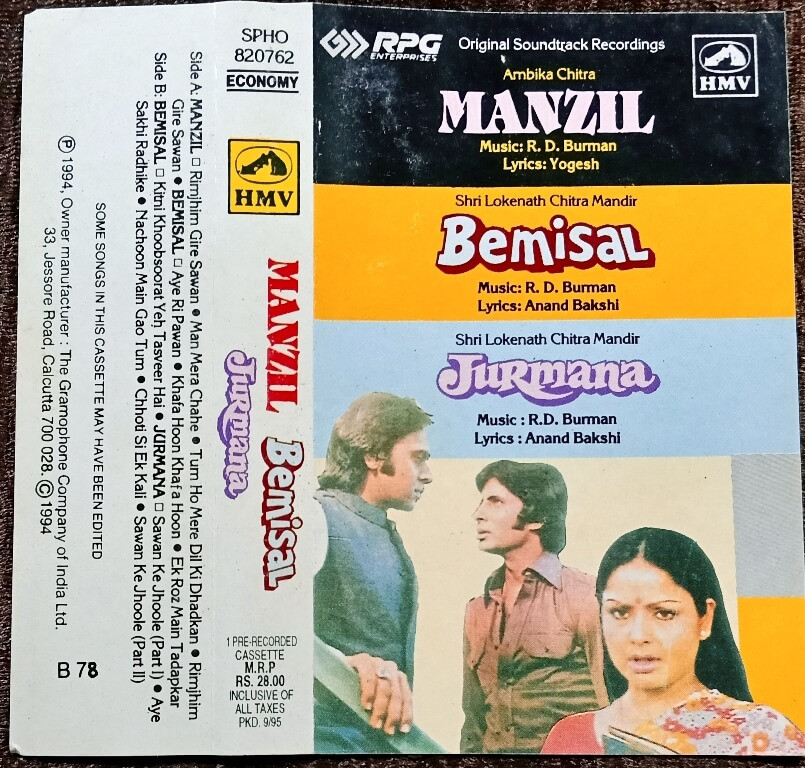 SPHO
820762
ECONOMY
HMV
MANZIL Bemisal
Jurmana
1 PRE-RECORDED
CASSETTE
M.R.P
RS. 28.00
INCLUSIVE OF
ALL TAXES
PKD. 9/95
Side A: MANZIL □ Rimjhim Gire Sawan • Man Mera Chahe • Tum Ho Mere Dil Ki Dhadkan • Rimjhim
Gire Sawan • BEMISAL □ Aye Ri Pawan • Khafa Hoon Khafa Hoon • Ek Roz Main Tadapkar
Side B: BEMISAL □ Kitni Khoobsoorat Yeh Tasveer Hai • JURMANA □ Sawan Ke Jhoole (Part I) • Aye
Sakhi Radhike • Nachoon Main Gao Tum • Chhoti Si Ek Kali • Sawan Ke Jhoole (Part II)
SOME SONGS IN THIS CASSETTE MAY HAVE BEEN EDITED
Ⓟ 1994, Owner manufacturer : The Gramophone Company of India Ltd.
33, Jessore Road, Calcutta 700 028. © 1994
B 78
RPG
ENTERPRISES
Original Soundtrack Recordings
HMV
Ambika Chitra
MANZIL
Music: R. D. Burman
Lyrics: Yogesh
Shri Lokenath Chitra Mandir
Bemisal
Music: R. D. Burman
Lyrics: Anand Bakshi
Shri Lokenath Chitra Mandir
Jurmana
Music : R.D. Burman
Lyrics : Anand Bakshi